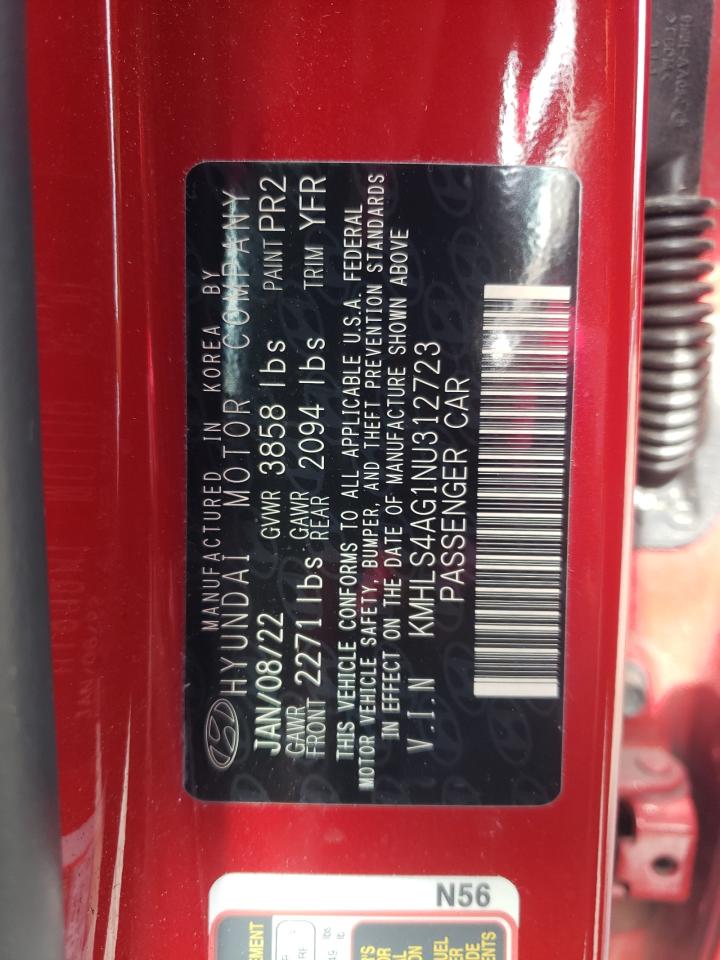 MANUFACTURED IN KOREA BY
HYUNDAI MOTOR COMPANY
JAN/08/22 GVWR 3858 lbs PAINT PR2
GAWR FRONT 2271lbs GAWR REAR 2094 lbs TRIM YFR
THIS VEHICLE CONFORMS TO ALL APPLICABLE U.S.A. FEDERAL
MOTOR VEHICLE SAFETY, BUMPER, AND THEFT PREVENTION STANDARDS
IN EFFECT ON THE DATE OF MANUFACTURE SHOWN ABOVE
V.I.N KMHLS4AG1NU312723
PASSENGER CAR
N56